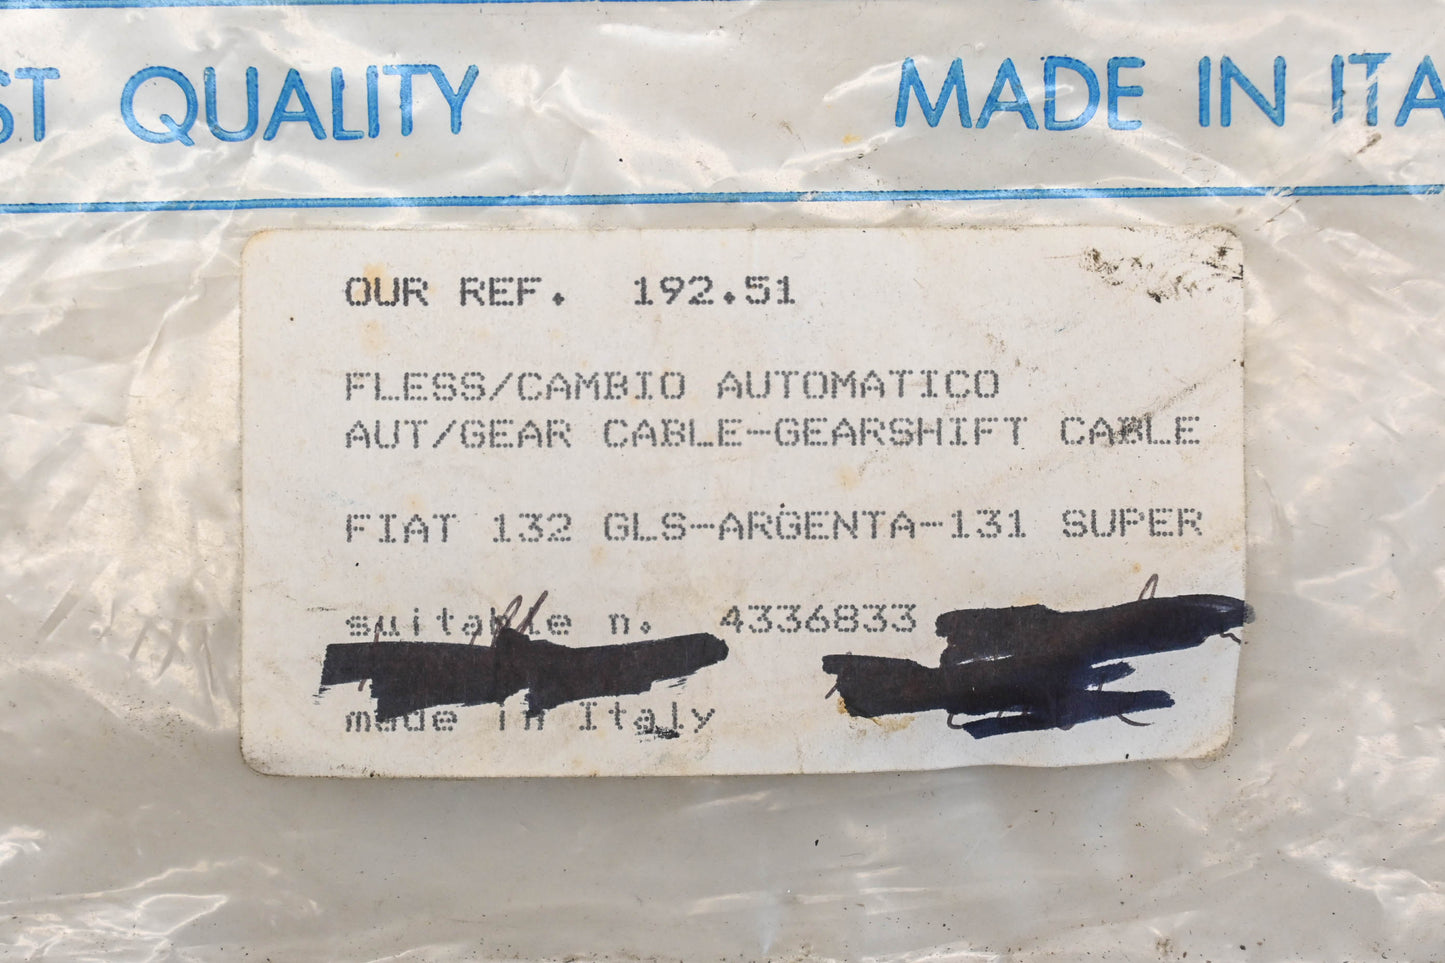 ST QUALITY MADE IN ITA
OUR REF. 192.51
FLESS/CAMBIO AUTOMATICO
AUT/GEAR CABLE-GEARSHIFT CABLE
FIAT 132 GLS-ARGENTA-131 SUPER
suitable n. 4336833
made in Italy